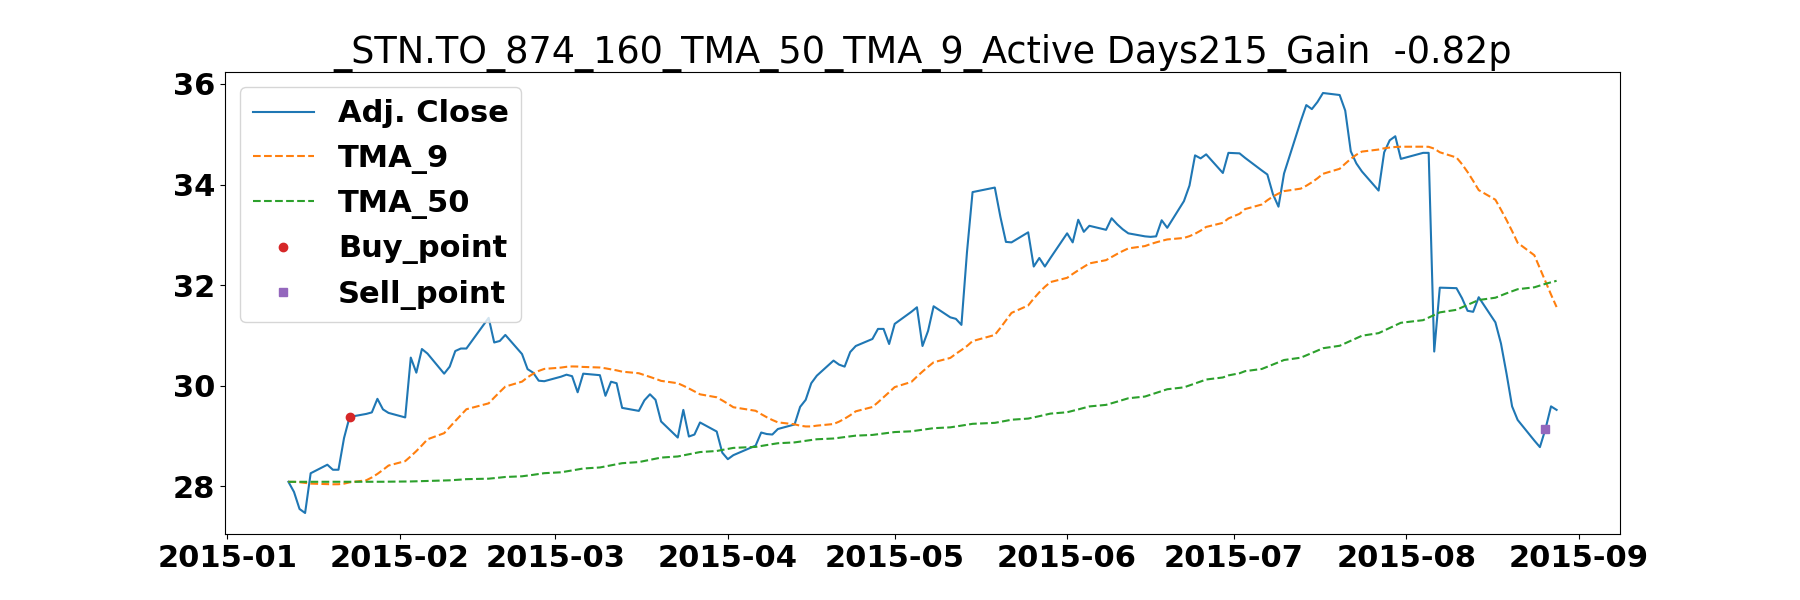 _STN.TO_874_160_TMA_50_TMA_9_Active Days215_Gain  -0.82p
36
34
32
30
28
Adj. Close
TMA_9
TMA_50
Buy_point
Sell_point
2015-01 2015-02 2015-03 2015-04 2015-05 2015-06 2015-07 2015-08 2015-09